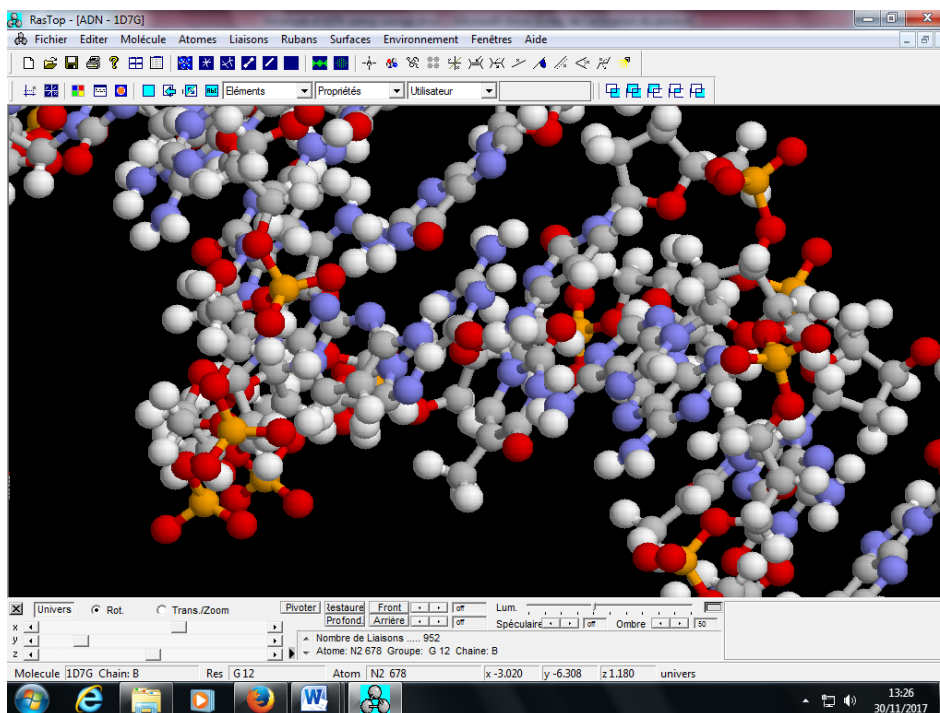 RasTop - [ADN - 1D7G]
Fichier Editer Molécule Atomes Liaisons Rubans Surfaces Environnement Fenêtres Aide
Eléments Propriétés Utilisateur
Univers Rot. Trans./Zoom Pivoter Restaure Front off Lum.
Profond. Arrière off Spéculaire off Ombre 50
x
y Nombre de Liaisons ..... 952
z Atome: N2 678 Groupe: G 12 Chaine: B
Molecule 1D7G Chain: B Res G 12 Atom N2 678 x -3.020 y -6.308 z 1.180 univers
13:26
30/11/2017